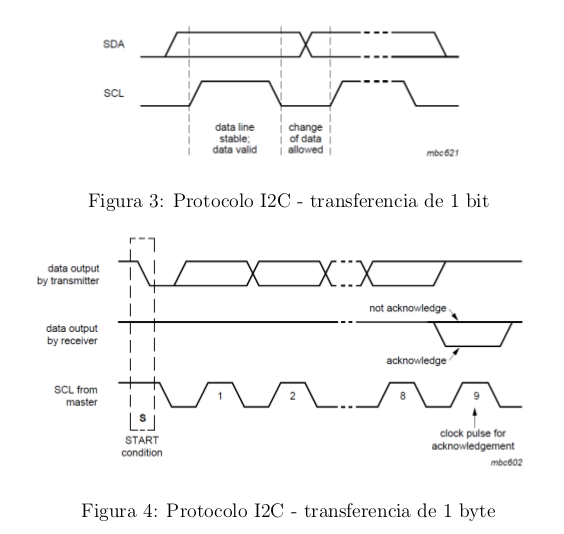 SDA
SCL
data line
stable;
data valid
change
of data
allowed
mbc621
Figura 3: Protocolo I2C - transferencia de 1 bit
data output
by transmitter
not acknowledge
data output
by receiver
acknowledge
SCL from
master
1
2
8
9
S
START
condition
clock pulse for
acknowledgement
mbc602
Figura 4: Protocolo I2C - transferencia de 1 byte